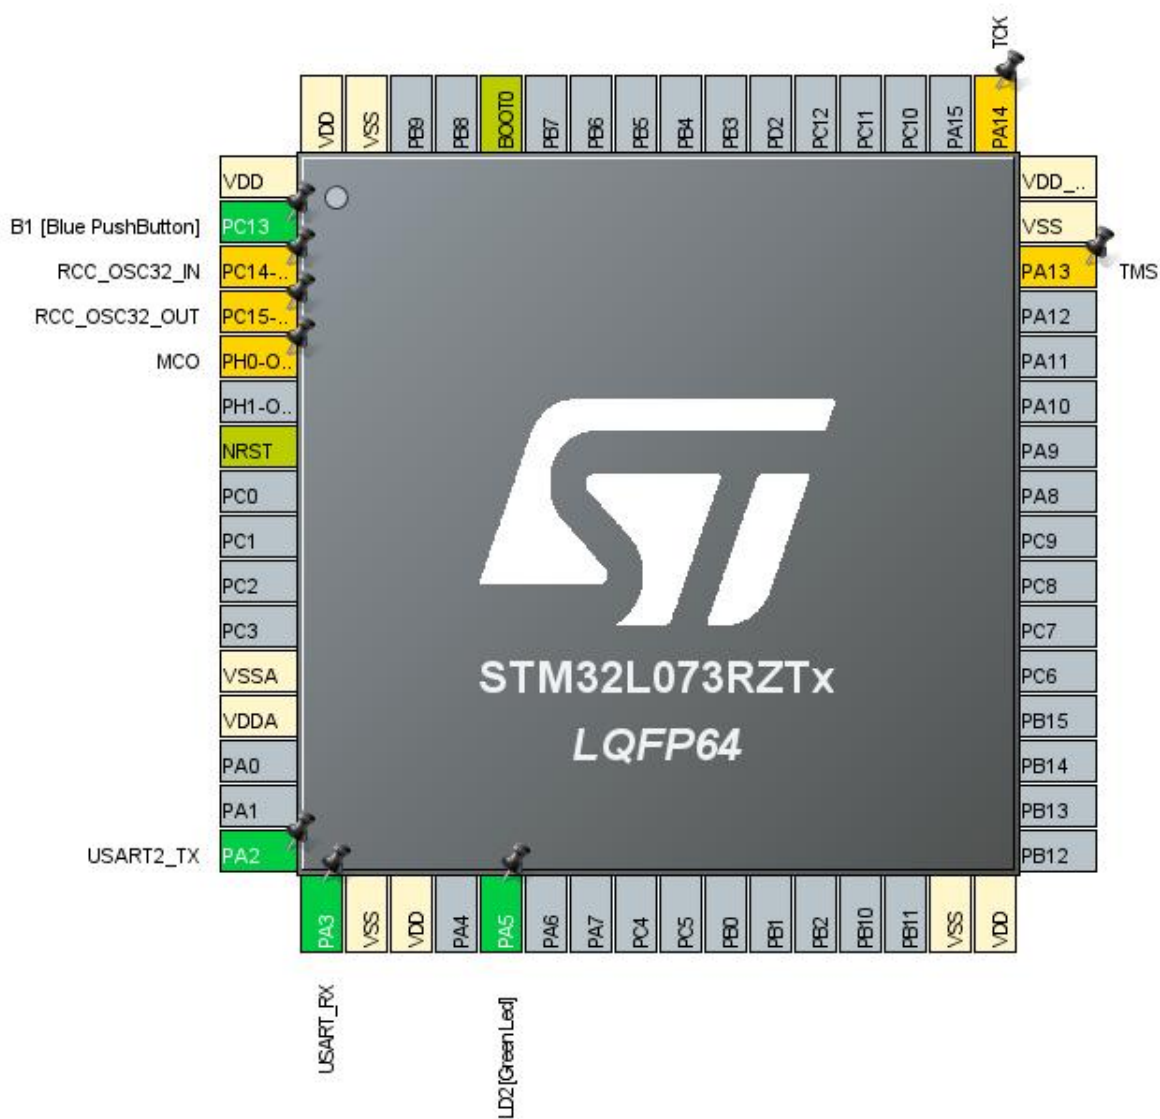 TCK
VDD
VSS
PB9
PB8
BOOT0
PB7
PB6
PB5
PB4
PB3
PD2
PC12
PC11
PC10
PA15
PA14
VDD
B1 [Blue PushButton] PC13
RCC_OSC32_IN PC14-..
RCC_OSC32_OUT PC15-..
MCO PH0-O..
PH1-O..
NRST
PC0
PC1
PC2
PC3
VSSA
VDDA
PA0
PA1
USART2_TX PA2
VDD_..
VSS
PA13 TMS
PA12
PA11
PA10
PA9
PA8
PC9
PC8
PC7
PC6
PB15
PB14
PB13
PB12
ST
STM32L073RZTx
LQFP64
PA3
VSS
VDD
PA4
PA5
PA6
PA7
PC4
PC5
PB0
PB1
PB2
PB10
PB11
VSS
VDD
USART_RX
LD2 [Green Led]